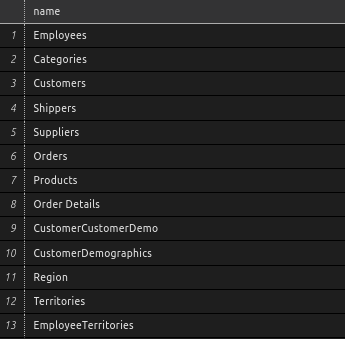 name
1 Employees
2 Categories
3 Customers
4 Shippers
5 Suppliers
6 Orders
7 Products
8 Order Details
9 CustomerCustomerDemo
10 CustomerDemographics
11 Region
12 Territories
13 EmployeeTerritories